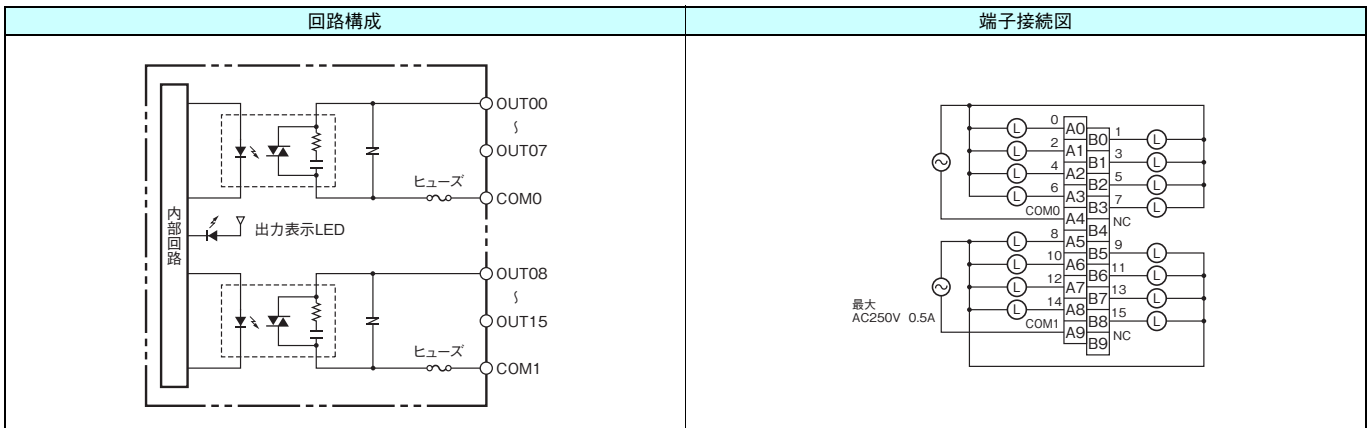 回路構成
端子接続図
内部回路
OUT00
∫
OUT07
ヒューズ
COM0
出力表示LED
OUT08
∫
OUT15
ヒューズ
COM1
0 A0 B0 1
L L
2 A1 B1 3
L L
4 A2 B2 5
L L
6 A3 B3 7
L L
COM0 A4 B4 NC
8 A5 B5 9
L L
10 A6 B6 11
L L
12 A7 B7 13
L L
14 A8 B8 15
L L
COM1 A9 B9 NC
最大
AC250V 0.5A